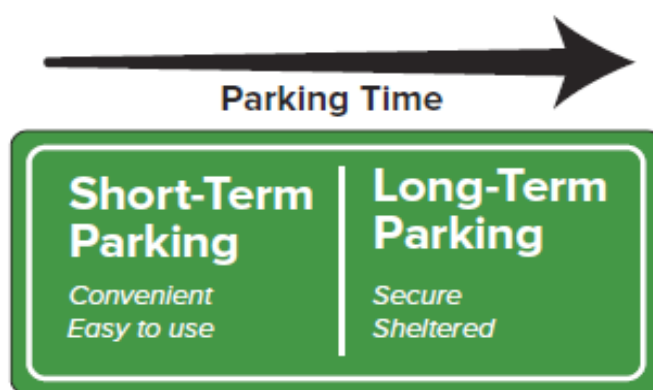 Parking Time
Short-Term
Parking
Convenient
Easy to use
Long-Term
Parking
Secure
Sheltered